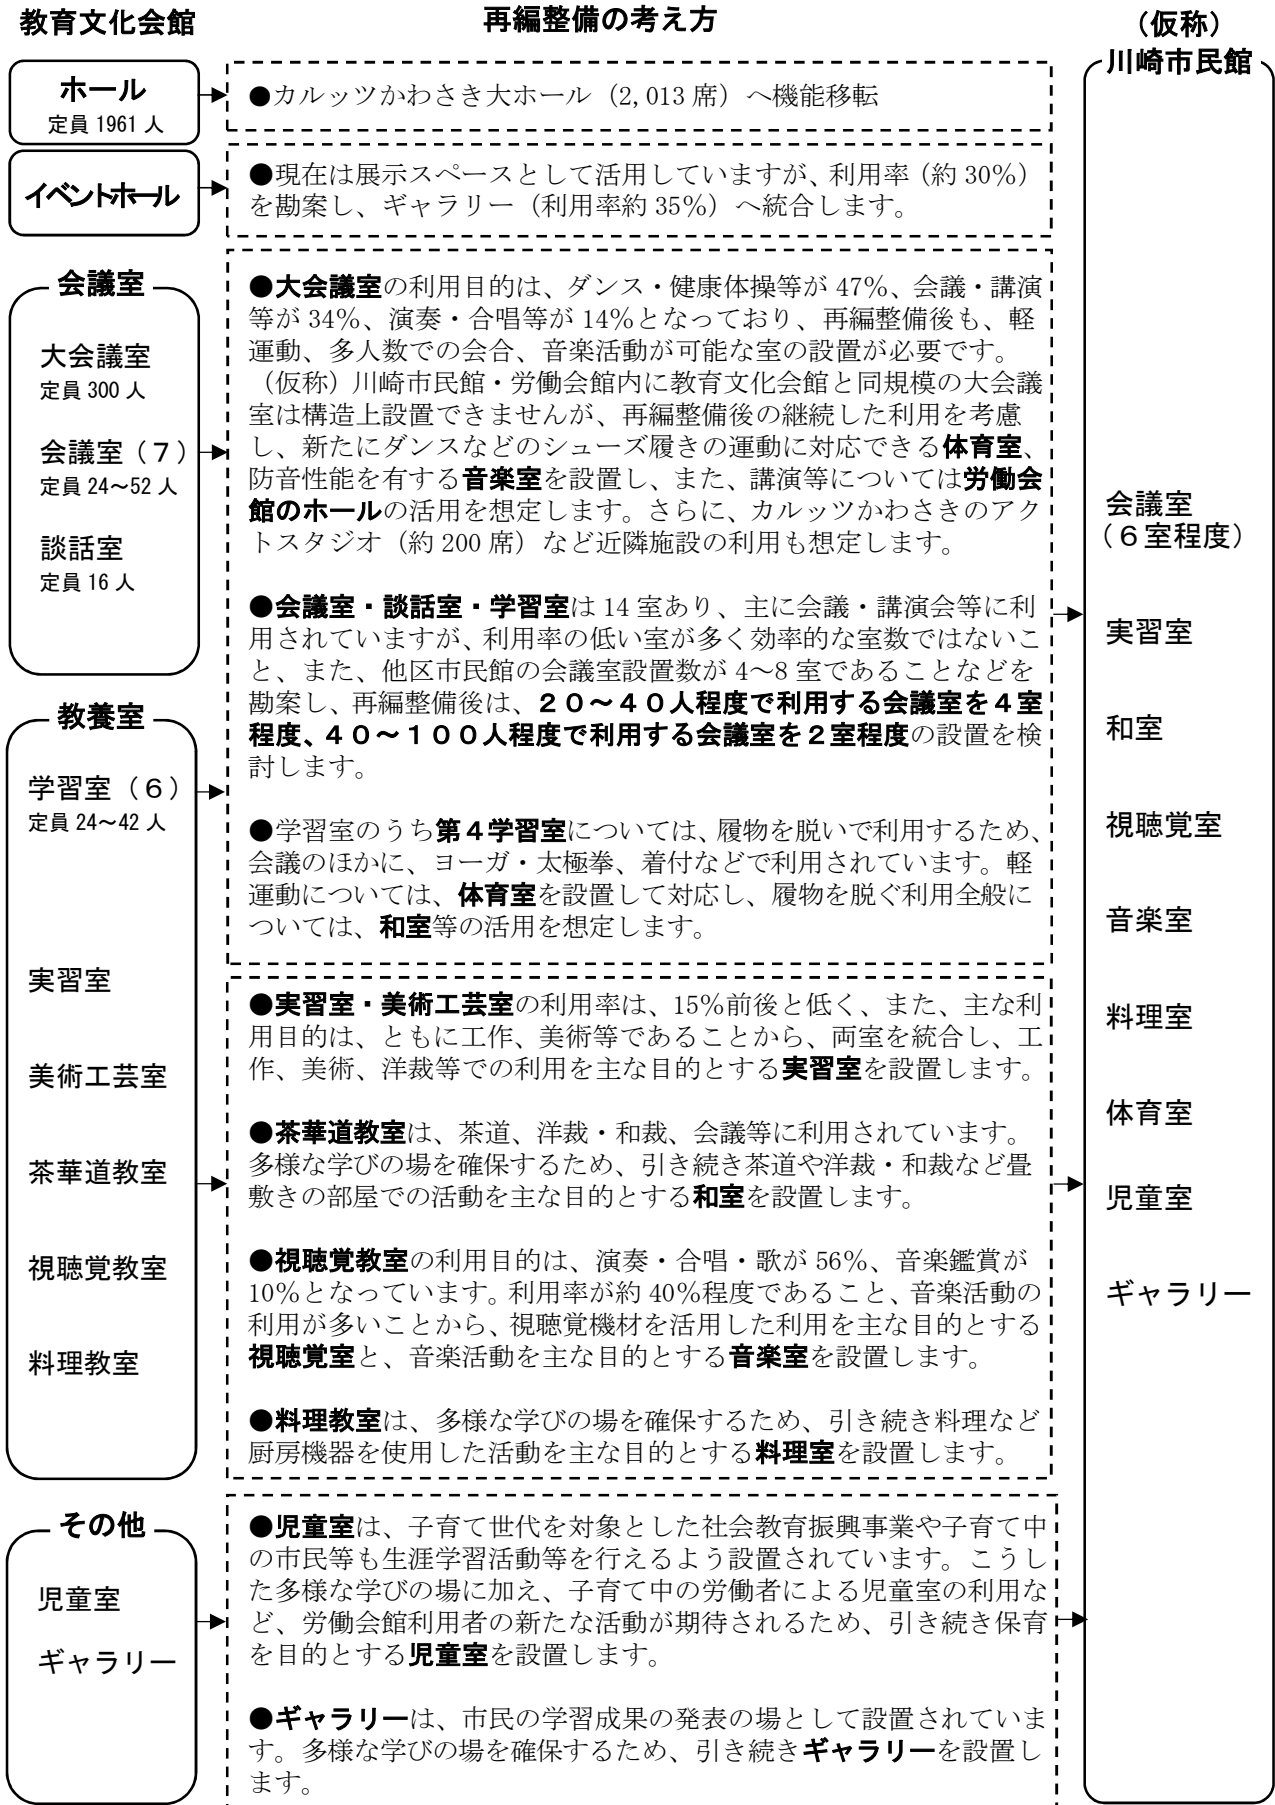 教育文化会館
再編整備の考え方
（仮称）
川崎市民館
ホール
定員 1961 人
●カルッツかわさき大ホール（2,013 席）へ機能移転
イベントホール
●現在は展示スペースとして活用していますが、利用率（約 30％）
を勘案し、ギャラリー（利用率約 35％）へ統合します。
会議室
大会議室
定員 300 人
会議室（７）
定員 24～52 人
談話室
定員 16 人
●大会議室の利用目的は、ダンス・健康体操等が 47％、会議・講演
等が 34％、演奏・合唱等が 14％となっており、再編整備後も、軽
運動、多人数での会合、音楽活動が可能な室の設置が必要です。
（仮称）川崎市民館・労働会館内に教育文化会館と同規模の大会議
室は構造上設置できませんが、再編整備後の継続した利用を考慮
し、新たにダンスなどのシューズ履きの運動に対応できる体育室、
防音性能を有する音楽室を設置し、また、講演等については労働会
館のホールの活用を想定します。さらに、カルッツかわさきのアク
トスタジオ（約 200 席）など近隣施設の利用も想定します。
●会議室・談話室・学習室は 14 室あり、主に会議・講演会等に利
用されていますが、利用率の低い室が多く効率的な室数ではないこ
と、また、他区市民館の会議室設置数が 4～8 室であることなどを
勘案し、再編整備後は、２０～４０人程度で利用する会議室を４室
程度、４０～１００人程度で利用する会議室を２室程度の設置を検
討します。
●学習室のうち第４学習室については、履物を脱いで利用するため、
会議のほかに、ヨーガ・太極拳、着付などで利用されています。軽
運動については、体育室を設置して対応し、履物を脱ぐ利用全般に
ついては、和室等の活用を想定します。
教養室
学習室（６）
定員 24～42 人
実習室
美術工芸室
茶華道教室
視聴覚教室
料理教室
●実習室・美術工芸室の利用率は、15％前後と低く、また、主な利
用目的は、ともに工作、美術等であることから、両室を統合し、工
作、美術、洋裁等での利用を主な目的とする実習室を設置します。
●茶華道教室は、茶道、洋裁・和裁、会議等に利用されています。
多様な学びの場を確保するため、引き続き茶道や洋裁・和裁など畳
敷きの部屋での活動を主な目的とする和室を設置します。
●視聴覚教室の利用目的は、演奏・合唱・歌が 56％、音楽鑑賞が
10％となっています。利用率が約 40％程度であること、音楽活動の
利用が多いことから、視聴覚機材を活用した利用を主な目的とする
視聴覚室と、音楽活動を主な目的とする音楽室を設置します。
●料理教室は、多様な学びの場を確保するため、引き続き料理など
厨房機器を使用した活動を主な目的とする料理室を設置します。
その他
児童室
ギャラリー
●児童室は、子育て世代を対象とした社会教育振興事業や子育て中
の市民等も生涯学習活動等を行えるよう設置されています。こうし
た多様な学びの場に加え、子育て中の労働者による児童室の利用な
ど、労働会館利用者の新たな活動が期待されるため、引き続き保育
を目的とする児童室を設置します。
●ギャラリーは、市民の学習成果の発表の場として設置されていま
す。多様な学びの場を確保するため、引き続きギャラリーを設置し
ます。
会議室
（６室程度）
実習室
和室
視聴覚室
音楽室
料理室
体育室
児童室
ギャラリー